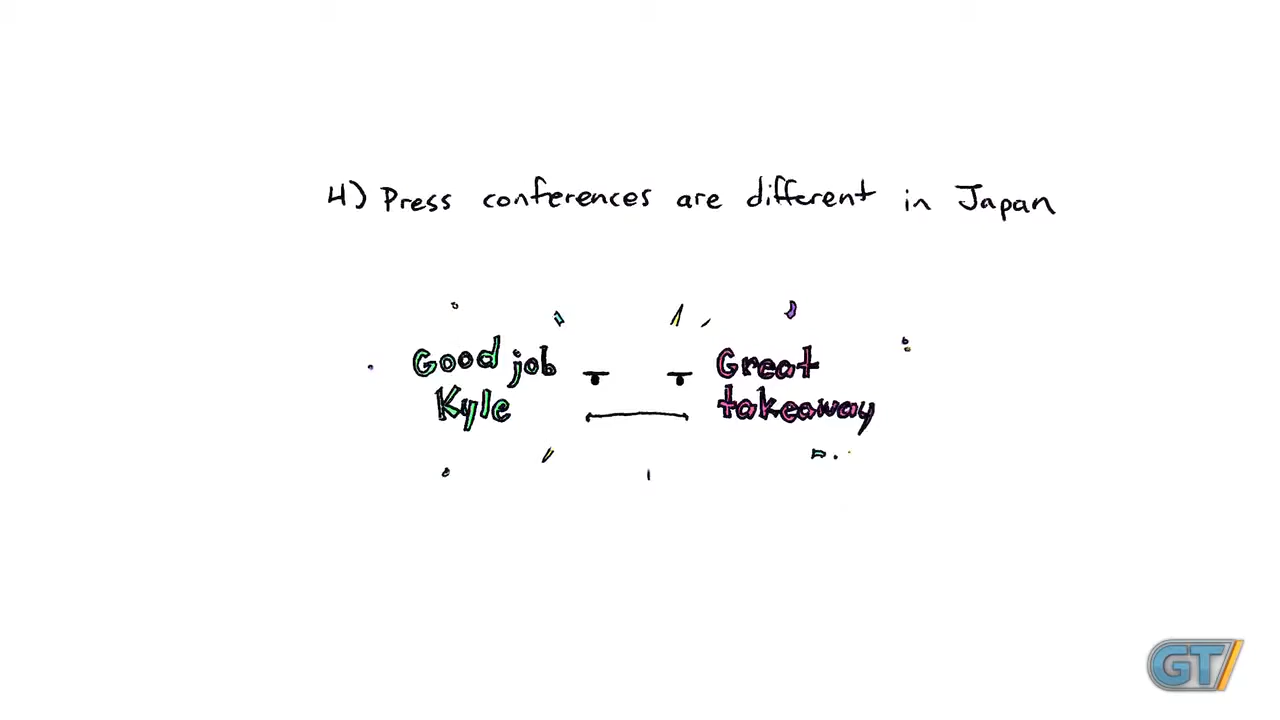 4) Press conferences are different in Japan
Good job
Kyle
Great
takeaway
GT